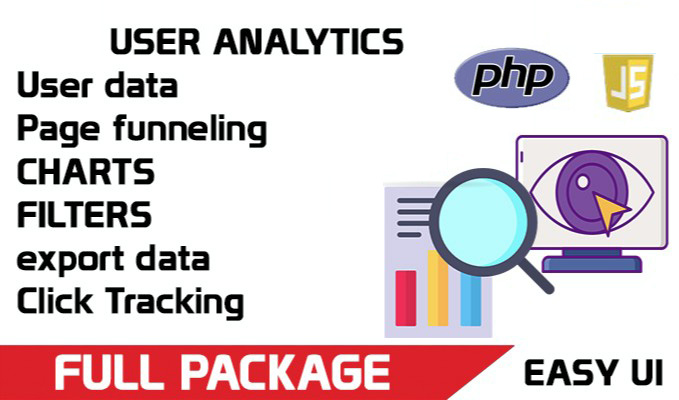 USER ANALYTICS
User data
Page funneling
CHARTS
FILTERS
export data
Click Tracking
php
JS
FULL PACKAGE
EASY UI